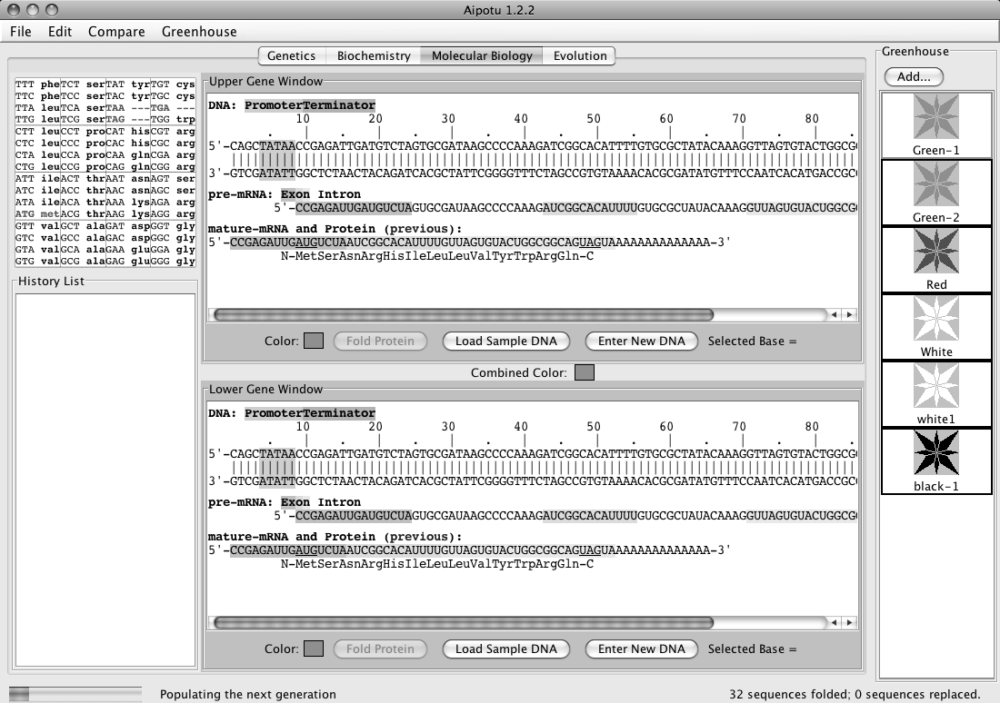 Aipotu 1.2.2
File Edit Compare Greenhouse
Genetics Biochemistry Molecular Biology Evolution
TTT phe TCT ser TAT tyr TGT cys
TTC phe TCC ser TAC tyr TGC cys
TTA leu TCA ser TAA --- TGA ---
TTG leu TCG ser TAG --- TGG trp
CTT leu CCT pro CAT his CGT arg
CTC leu CCC pro CAC his CGC arg
CTA leu CCA pro CAA gln CGA arg
CTG leu CCG pro CAG gln CGG arg
ATT ile ACT thr AAT asn AGT ser
ATC ile ACC thr AAC asn AGC ser
ATA ile ACA thr AAA lys AGA arg
ATG met ACG thr AAG lys AGG arg
GTT val GCT ala GAT asp GGT gly
GTC val GCC ala GAC asp GGC gly
GTA val GCA ala GAA glu GGA gly
GTG val GCG ala GAG glu GGG gly
History List
Upper Gene Window
DNA: PromoterTerminator
10 20 30 40 50 60 70 80
5'-CAGCTATAACCGAGATTGATGTCTAGTGCGATAAGCCCCAAAGATCGGCACATTTTGTGCGCTATACAAAGGTTAGTGTACTGGCG
3'-GTCGATATTGGCTCTAACTACAGATCACGCTATTCGGGGTTTCTAGCCGTGTAAAACACGCGATATGTTTCCAATCACATGACCGC
pre-mRNA: Exon Intron
5'-CCGAGAUUGAUGUCUAGUGCGAUAAGCCCCAAAGAUCGGCACAUUUUGUGCGCUAUACAAAGGUUAGUGUACUGGCG
mature-mRNA and Protein (previous):
5'-CCGAGAUUGAUGUCUAAUCGGCACAUUUUGUUAGUGUACUGGCGGCAGUAGUAAAAAAAAAAAAAA-3'
N-MetSerAsnArgHisIleLeuLeuValTyrTrpArgGln-C
Color: Fold Protein Load Sample DNA Enter New DNA Selected Base =
Combined Color:
Lower Gene Window
DNA: PromoterTerminator
10 20 30 40 50 60 70 80
5'-CAGCTATAACCGAGATTGATGTCTAGTGCGATAAGCCCCAAAGATCGGCACATTTTGTGCGCTATACAAAGGTTAGTGTACTGGCG
3'-GTCGATATTGGCTCTAACTACAGATCACGCTATTCGGGGTTTCTAGCCGTGTAAAACACGCGATATGTTTCCAATCACATGACCGC
pre-mRNA: Exon Intron
5'-CCGAGAUUGAUGUCUAGUGCGAUAAGCCCCAAAGAUCGGCACAUUUUGUGCGCUAUACAAAGGUUAGUGUACUGGCG
mature-mRNA and Protein (previous):
5'-CCGAGAUUGAUGUCUAAUCGGCACAUUUUGUUAGUGUACUGGCGGCAGUAGUAAAAAAAAAAAAAA-3'
N-MetSerAsnArgHisIleLeuLeuValTyrTrpArgGln-C
Color: Fold Protein Load Sample DNA Enter New DNA Selected Base =
Greenhouse
Add...
Green-1
Green-2
Red
White
white1
black-1
Populating the next generation
32 sequences folded; 0 sequences replaced.